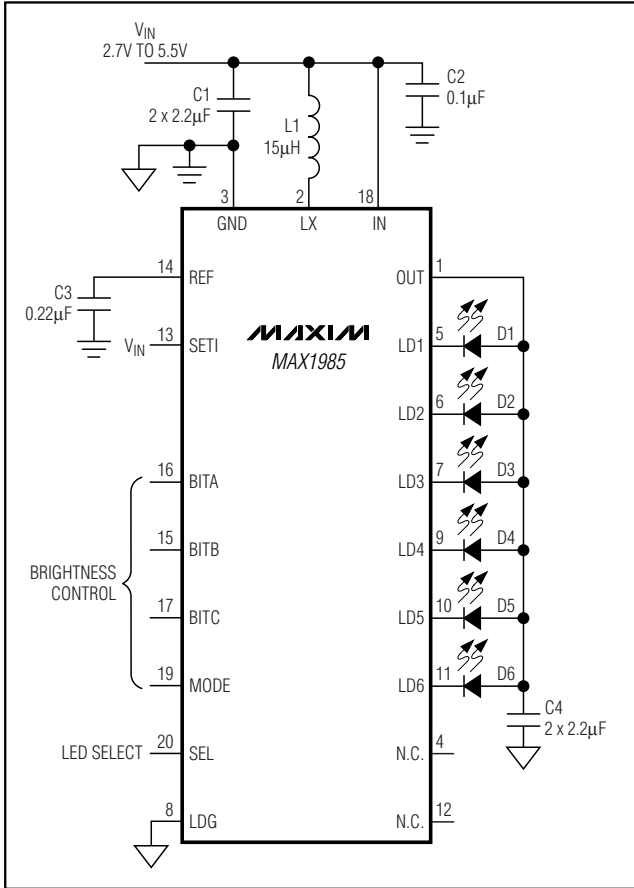 VIN
2.7V TO 5.5V
C1
2 x 2.2μF
L1
15μH
C2
0.1μF
3
2
18
GND
LX
IN
14
REF
OUT
1
C3
0.22μF
VIN
13
SETI
MAXIM
MAX1985
LD1
5
D1
LD2
6
D2
16
BITA
LD3
7
D3
15
BITB
LD4
9
D4
BRIGHTNESS
CONTROL
17
BITC
LD5
10
D5
19
MODE
LD6
11
D6
C4
2 x 2.2μF
LED SELECT
20
SEL
N.C.
4
8
LDG
N.C.
12